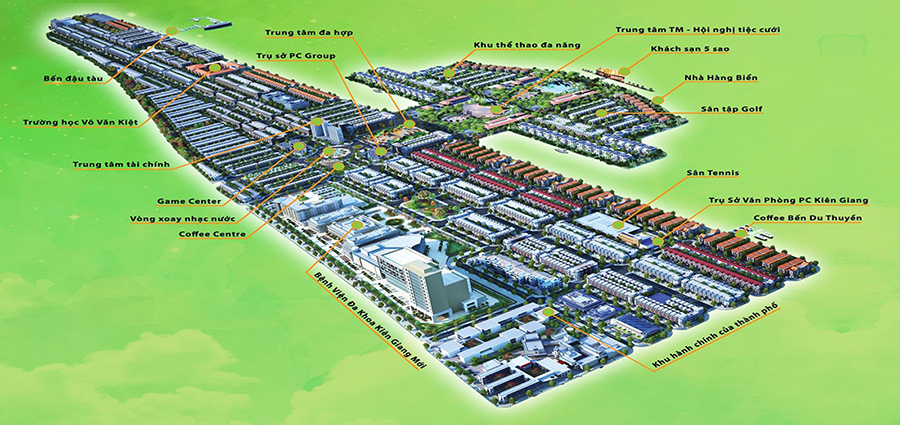 Trung tâm đa hợp
Trụ sở PC Group
Khu thể thao đa năng
Trung tâm TM - Hội nghị tiệc cưới
Khách sạn 5 sao
Nhà Hàng Biển
Sân tập Golf
Bến đậu tàu
Trường học Võ Văn Kiệt
Trung tâm tài chính
Game Center
Vòng xoay nhạc nước
Coffee Centre
Sân Tennis
Trụ Sở Văn Phòng PC Kiên Giang
Coffee Bến Du Thuyền
Bệnh Viện Đa Khoa Kiên Giang Mới
Khu hành chính của thành phố